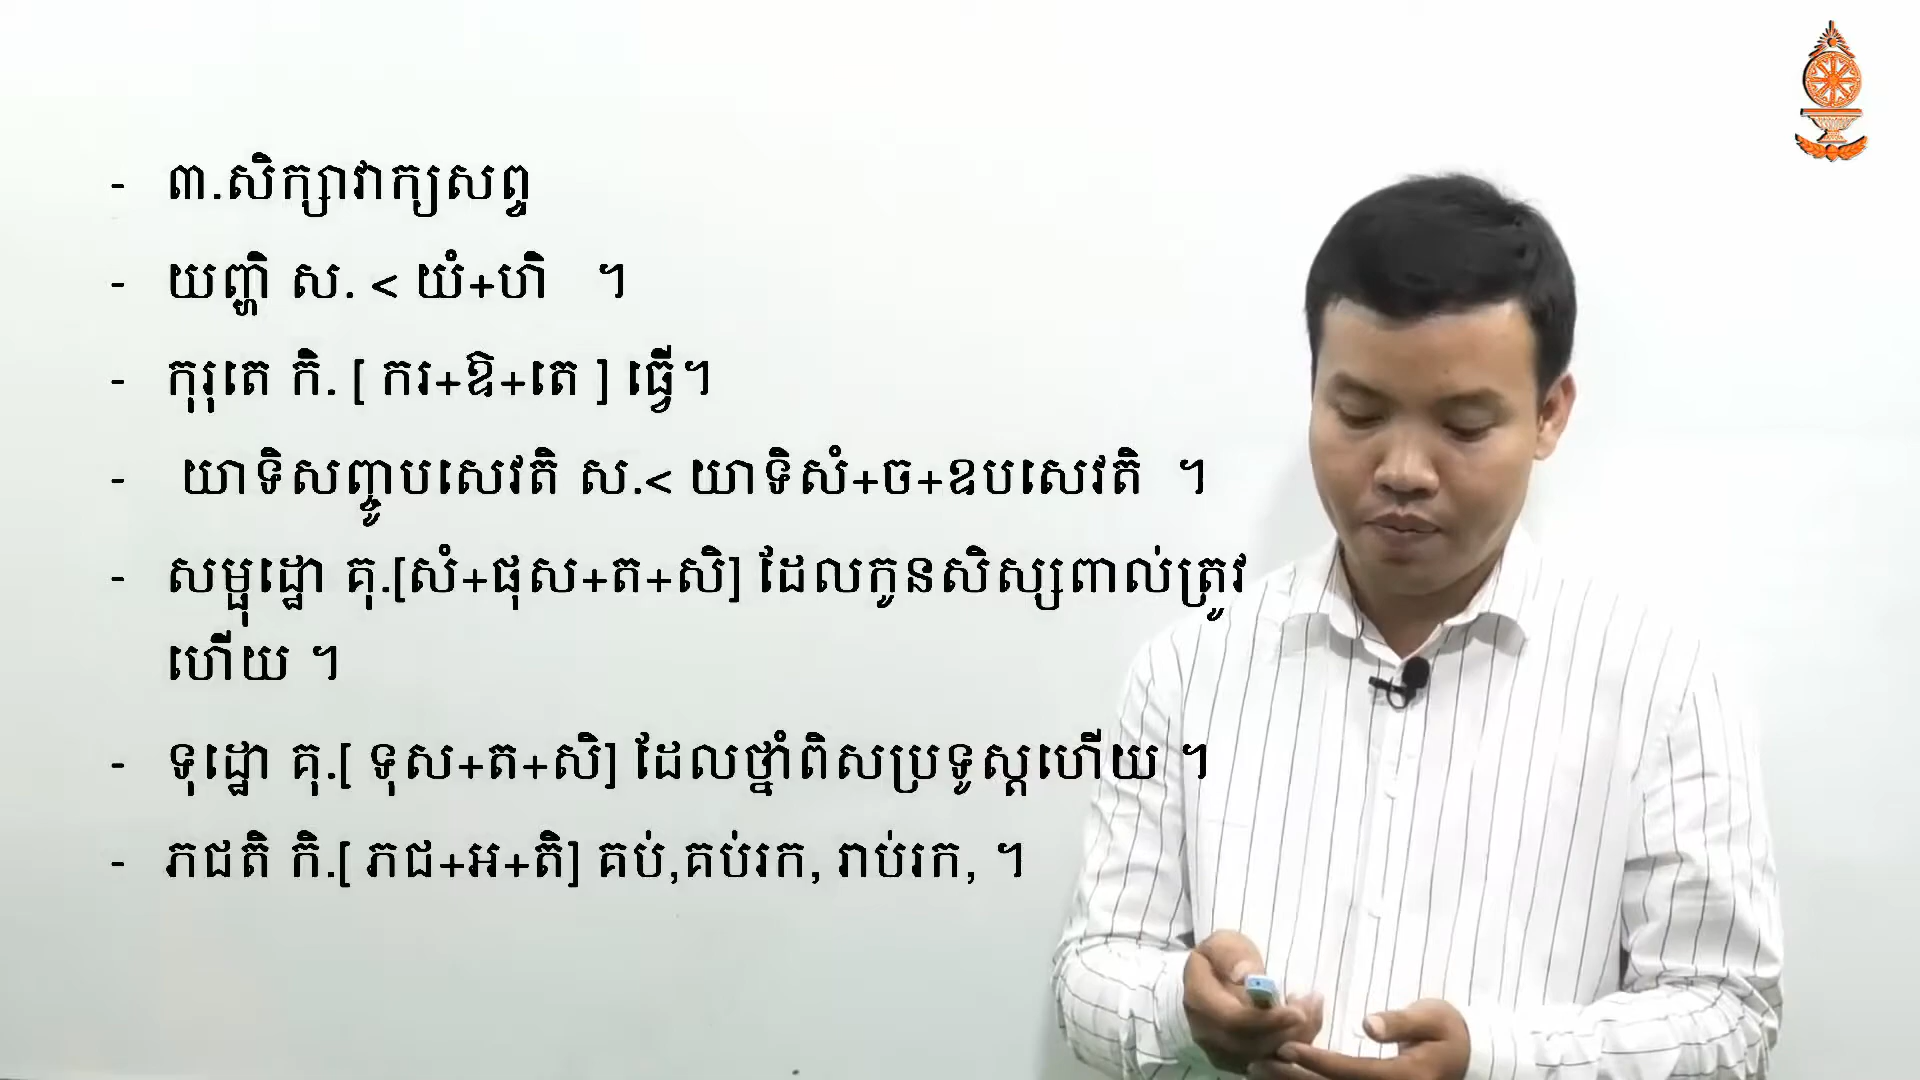 - ៣.សិក្សាវាក្យសព្ទ
- យញ្ហិ ស. < យំ+ហិ ។
- កុរុតេ កិ. [ ករ+ឱ+តេ ] ធ្វើ។
- យាទិសញ្ចូបសេវតិ ស.< យាទិសំ+ច+ឧបសេវតិ ។
- សម្ផុដ្ឋោ គុ.[សំ+ផុស+ត+សិ] ដែលកូនសិស្សពាល់ត្រូវ
ហើយ ។
- ទុដ្ឋោ គុ.[ ទុស+ត+សិ] ដែលថ្នាំពិសប្រទូស្តហើយ ។
- ភជតិ កិ.[ ភជ+អ+តិ] គប់,គប់រក, រាប់រក, ។